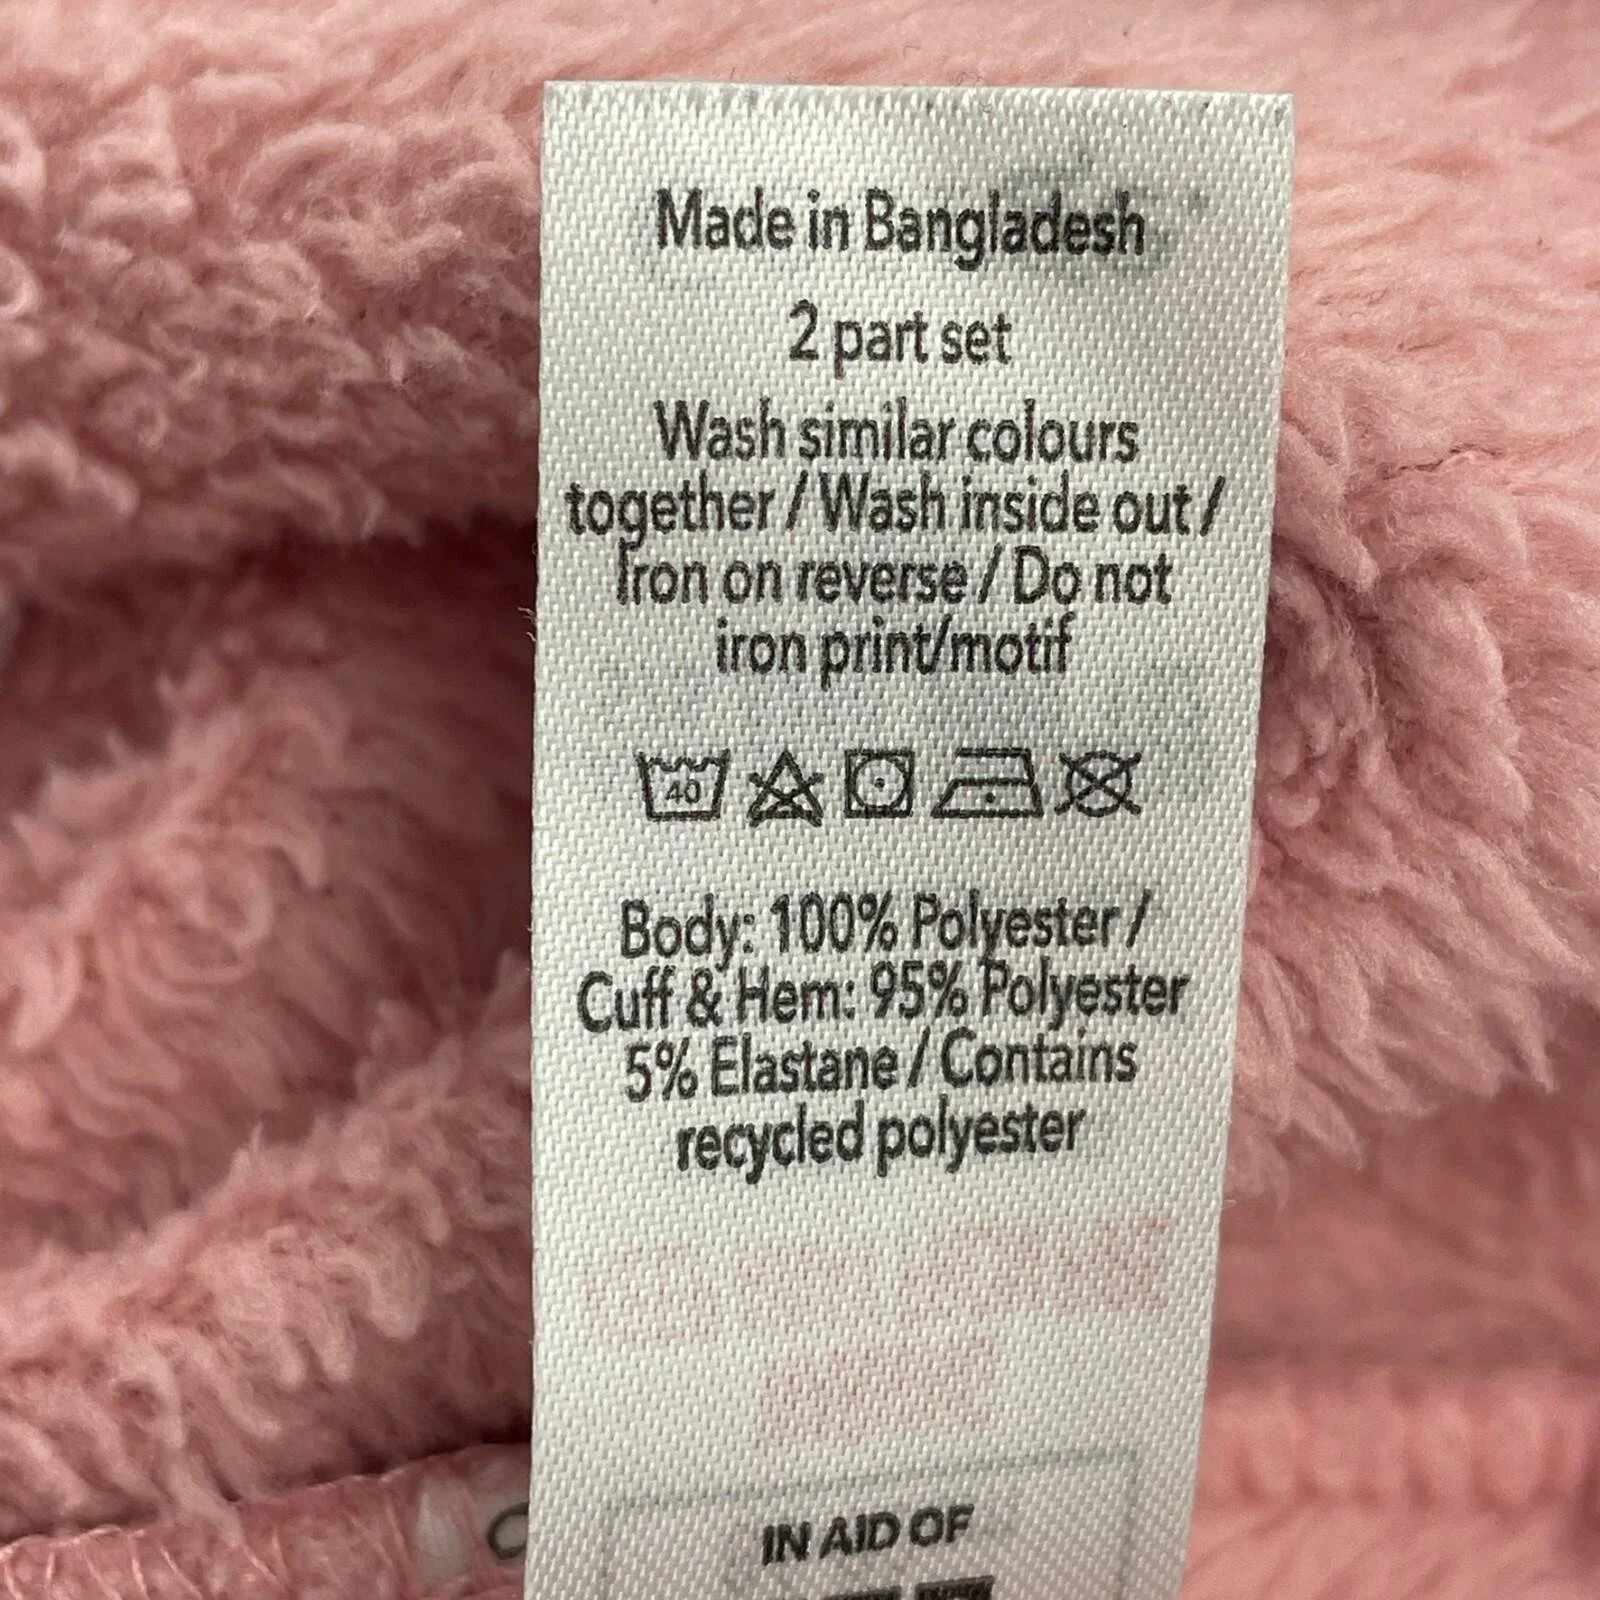 Made in Bangladesh
2 part set
Wash similar colours
together / Wash inside out /
Iron on reverse / Do not
iron print/motif
40
Body: 100% Polyester /
Cuff & Hem: 95% Polyester
5% Elastane / Contains
recycled polyester
IN AID OF